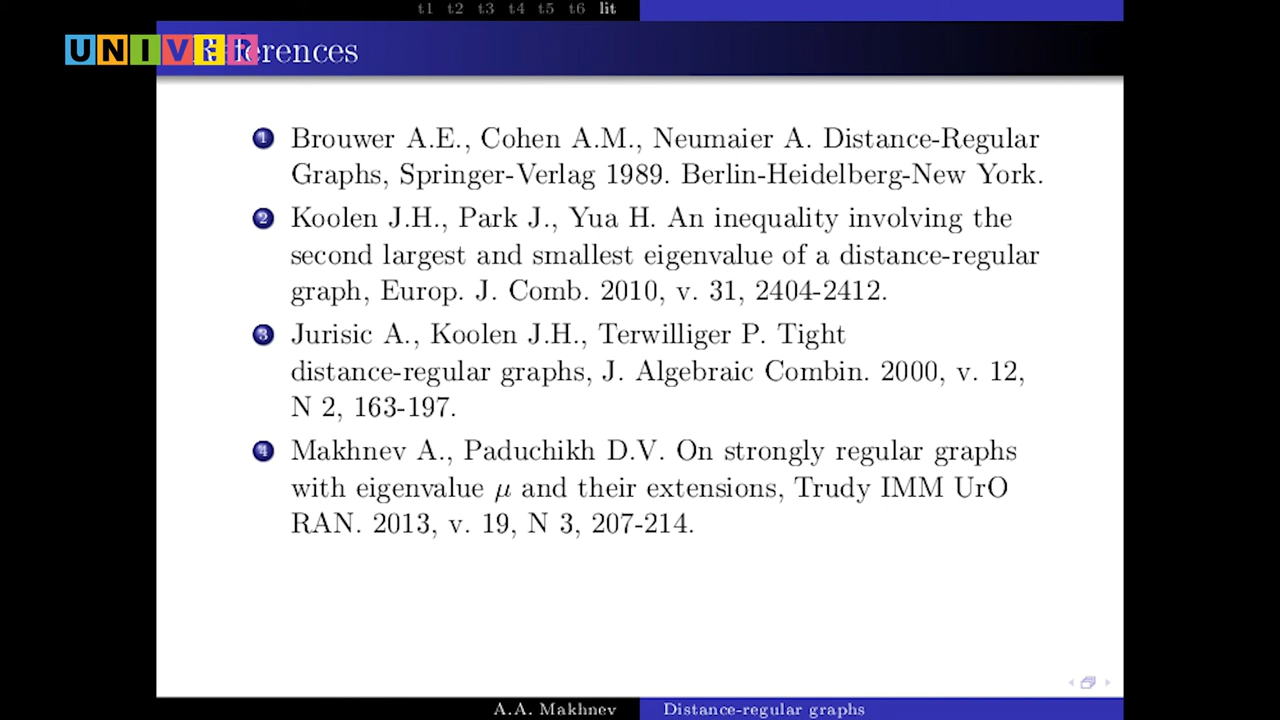 t1 t2 t3 t4 t5 t6 lit
UNIVER
References
1 Brouwer A.E., Cohen A.M., Neumaier A. Distance-Regular
Graphs, Springer-Verlag 1989. Berlin-Heidelberg-New York.
2 Koolen J.H., Park J., Yua H. An inequality involving the
second largest and smallest eigenvalue of a distance-regular
graph, Europ. J. Comb. 2010, v. 31, 2404-2412.
3 Jurisic A., Koolen J.H., Terwilliger P. Tight
distance-regular graphs, J. Algebraic Combin. 2000, v. 12,
N 2, 163-197.
4 Makhnev A., Paduchikh D.V. On strongly regular graphs
with eigenvalue μ and their extensions, Trudy IMM UrO
RAN. 2013, v. 19, N 3, 207-214.
A.A. Makhnev Distance-regular graphs